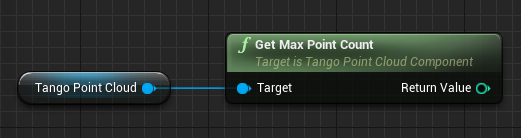 f Get Max Point Count
Target is Tango Point Cloud Component
Tango Point Cloud
Target
Return Value